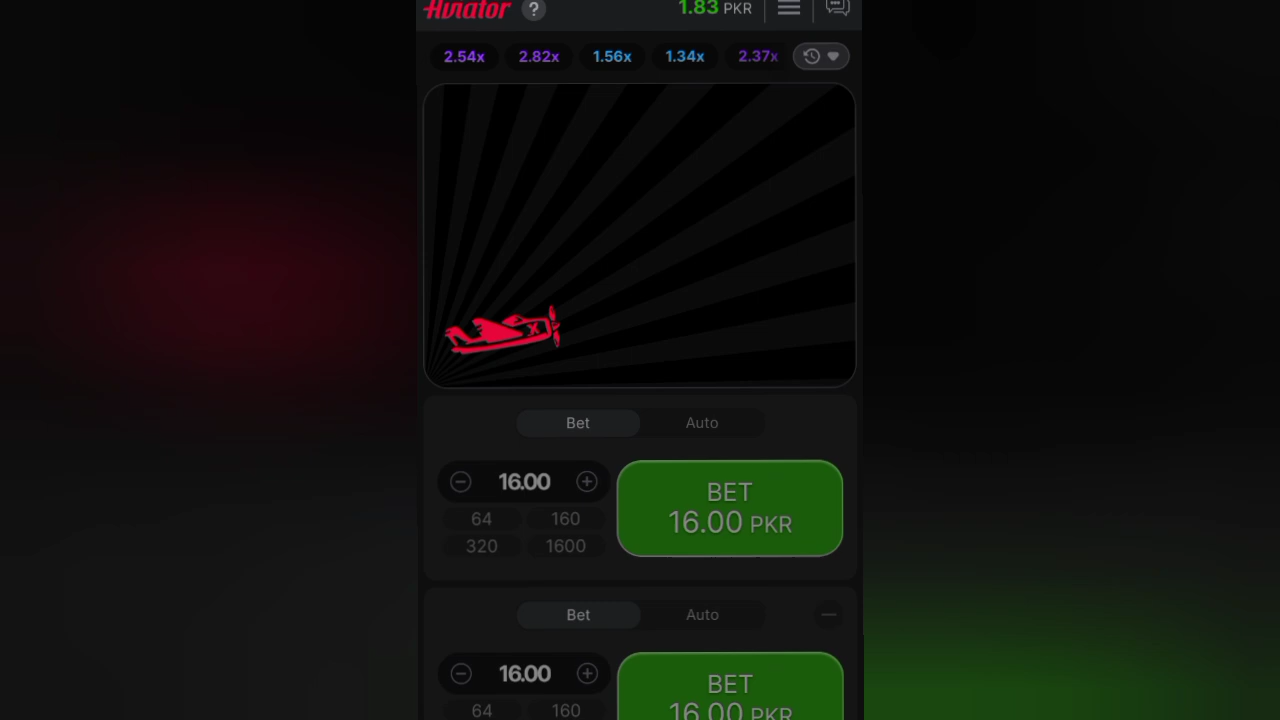 Aviator ? 1.83 PKR
2.54x 2.82x 1.56x 1.34x 2.37x
X
Bet Auto
16.00
64 160
320 1600
BET
16.00 PKR
Bet Auto
16.00
64 160
BET
16.00 PKR